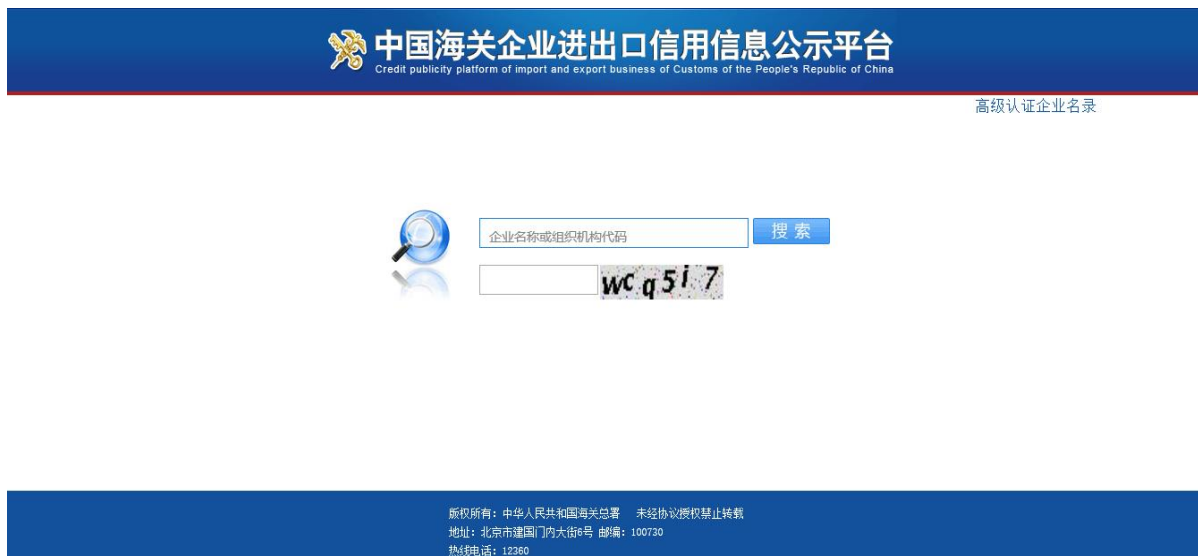 中国海关企业进出口信用信息公示平台
Credit publicity platform of import and export business of Customs of the People's Republic of China
高级认证企业名录
企业名称或组织机构代码
搜索
wcq5i7
版权所有：中华人民共和国海关总署 未经协议授权禁止转载
地址：北京市建国门内大街6号 邮编：100730
热线电话：12360